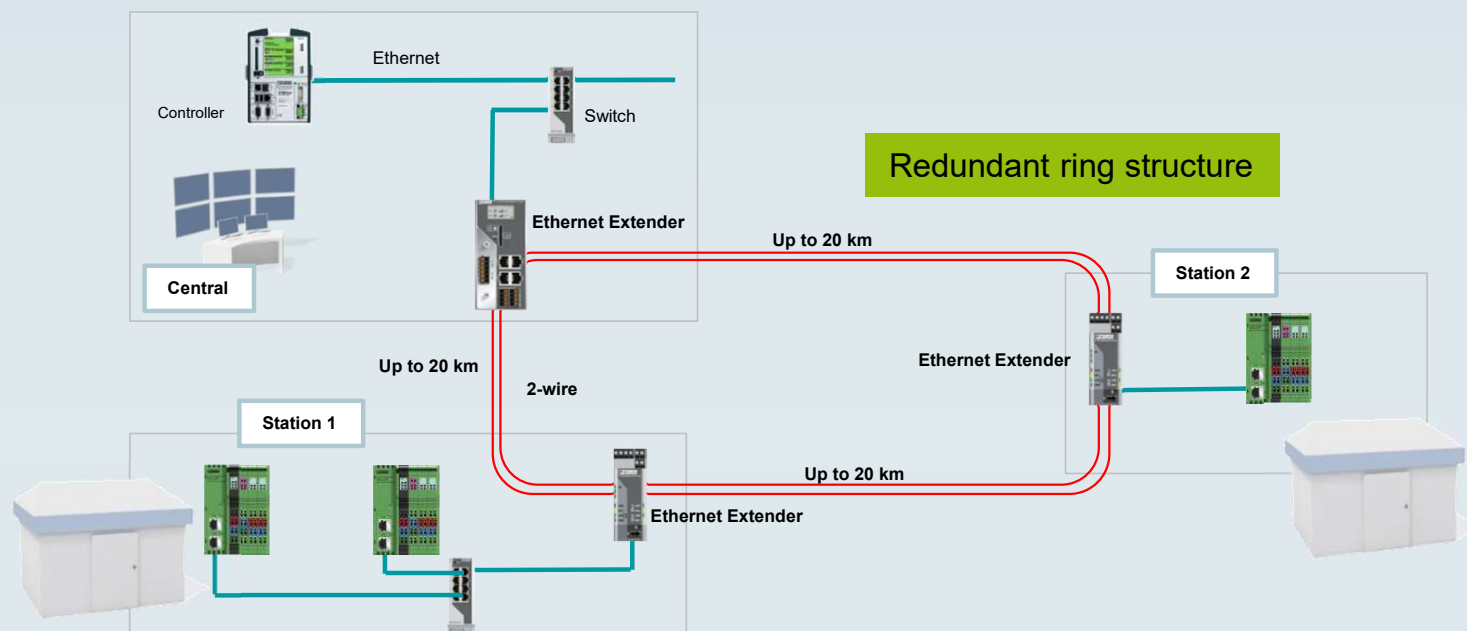 Ethernet
Controller
Switch
Redundant ring structure
Ethernet Extender
Up to 20 km
Central
Station 2
Ethernet Extender
Up to 20 km
2-wire
Station 1
Up to 20 km
Ethernet Extender